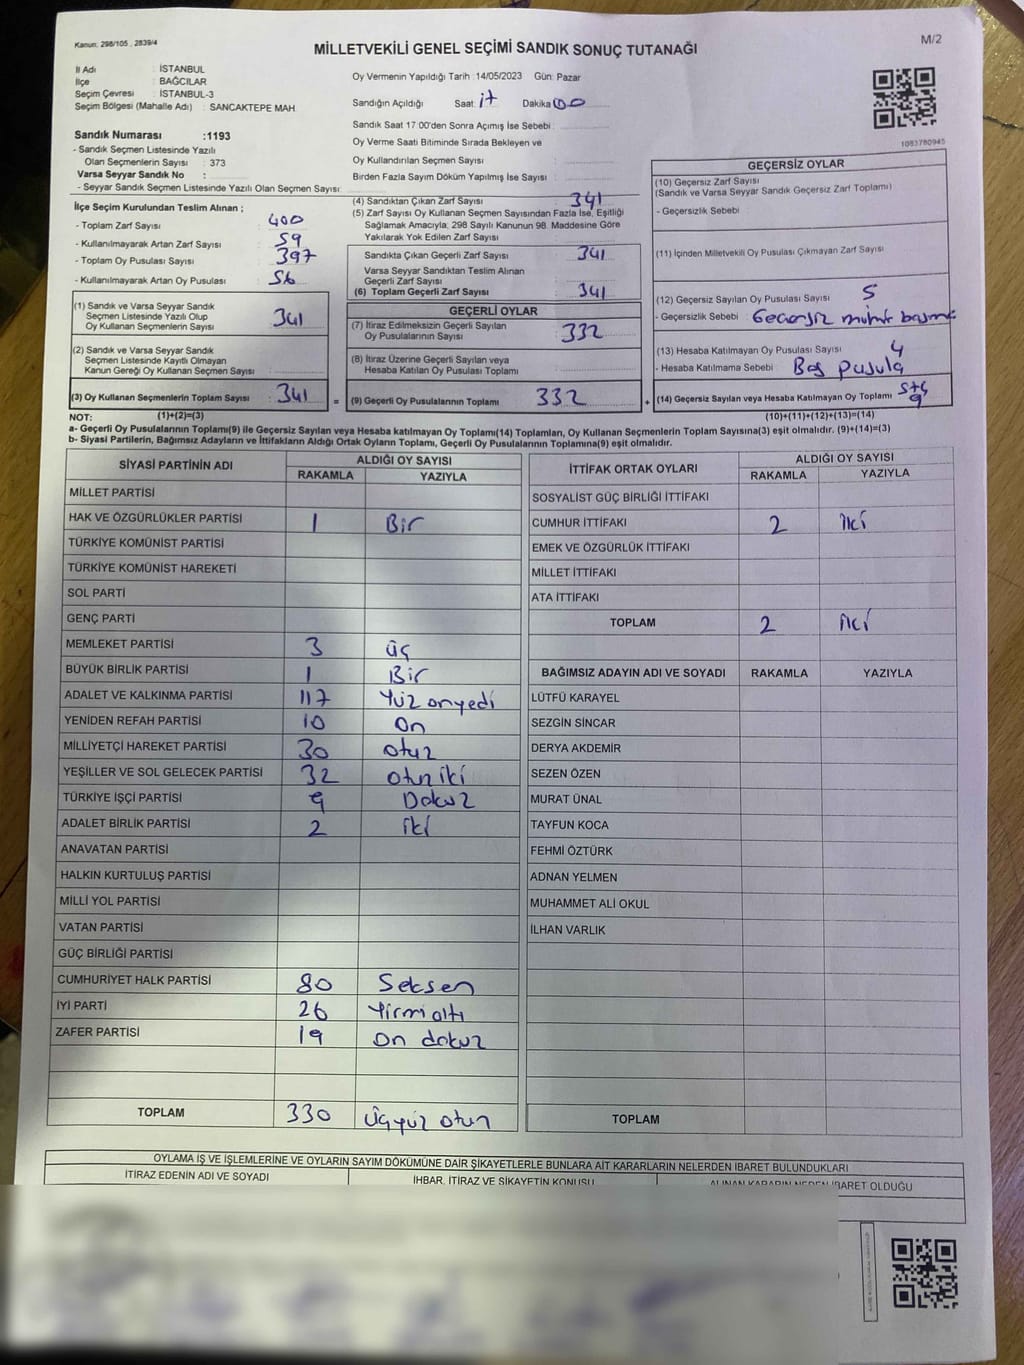 Kanun: 298/105 , 2839/4
M/2
MİLLETVEKİLİ GENEL SEÇİMİ SANDIK SONUÇ TUTANAĞI
İl Adı : İSTANBUL
İlçe : BAĞCILAR
Seçim Çevresi : İSTANBUL-3
Seçim Bölgesi (Mahalle Adı) : SANCAKTEPE MAH.
Oy Vermenin Yapıldığı Tarih : 14/05/2023 Gün: Pazar
Sandığın Açıldığı Saat: 17 Dakika 00
Sandık Saat 17:00'den Sonra Açımış İse Sebebi :
Oy Verme Saati Bitiminde Sırada Bekleyen ve
Oy Kullandırılan Seçmen Sayısı
Birden Fazla Sayım Döküm Yapılmış İse Sayısı :
1083780945
Sandık Numarası :1193
- Sandık Seçmen Listesinde Yazılı
Olan Seçmenlerin Sayısı : 373
Varsa Seyyar Sandık No :
- Seyyar Sandık Seçmen Listesinde Yazılı Olan Seçmen Sayısı:
İlçe Seçim Kurulundan Teslim Alınan ;
- Toplam Zarf Sayısı : 400
- Kullanılmayarak Artan Zarf Sayısı : 59
- Toplam Oy Pusulası Sayısı : 397
- Kullanılmayarak Artan Oy Pusulası : 56
(1) Sandık ve Varsa Seyyar Sandık
Seçmen Listesinde Yazılı Olup
Oy Kullanan Seçmenlerin Sayısı : 341
(2) Sandık ve Varsa Seyyar Sandık
Seçmen Listesinde Kayıtlı Olmayan
Kanun Gereği Oy Kullanan Seçmen Sayısı :
(3) Oy Kullanan Seçmenlerin Toplam Sayısı : 341
(4) Sandıktan Çıkan Zarf Sayısı : 341
(5) Zarf Sayısı Oy Kullanan Seçmen Sayısından Fazla İse, Eşitliği
Sağlamak Amacıyla; 298 Sayılı Kanunun 98. Maddesine Göre
Yakılarak Yok Edilen Zarf Sayısı :
Sandıkta Çıkan Geçerli Zarf Sayısı : 341
Varsa Seyyar Sandıktan Teslim Alınan
Geçerli Zarf Sayısı :
(6) Toplam Geçerli Zarf Sayısı : 341
GEÇERLİ OYLAR
(7) İtiraz Edilmeksizin Geçerli Sayılan
Oy Pusulalarının Sayısı : 332
(8) İtiraz Üzerine Geçerli Sayılan veya
Hesaba Katılan Oy Pusulası Toplamı :
= (9) Geçerli Oy Pusulalarının Toplamı : 332
GEÇERSİZ OYLAR
(10) Geçersiz Zarf Sayısı
(Sandık ve Varsa Seyyar Sandık Geçersiz Zarf Toplamı)
- Geçersizlik Sebebi
(11) İçinden Milletvekili Oy Pusulası Çıkmayan Zarf Sayısı
(12) Geçersiz Sayılan Oy Pusulası Sayısı 5
- Geçersizlik Sebebi : Geçersiz mühür basmak
(13) Hesaba Katılmayan Oy Pusulası Sayısı 4
- Hesaba Katılmama Sebebi : Boş pusula
+ (14) Geçersiz Sayılan veya Hesaba Katılmayan Oy Toplamı 9
NOT: (1)+(2)=(3)
(10)+(11)+(12)+(13)=(14)
a- Geçerli Oy Pusulalarının Toplamı(9) ile Geçersiz Sayılan veya Hesaba katılmayan Oy Toplamı(14) Toplamları, Oy Kullanan Seçmenlerin Toplam Sayısına(3) eşit olmalıdır. (9)+(14)=(3)
b- Siyasi Partilerin, Bağımsız Adayların ve İttifakların Aldığı Ortak Oyların Toplamı, Geçerli Oy Pusulalarının Toplamına(9) eşit olmalıdır.
SİYASİ PARTİNİN ADI ALDIĞI OY SAYISI
RAKAMLA YAZIYLA
MİLLET PARTİSİ
HAK VE ÖZGÜRLÜKLER PARTİSİ 1 Bir
TÜRKİYE KOMÜNİST PARTİSİ
TÜRKİYE KOMÜNİST HAREKETİ
SOL PARTİ
GENÇ PARTİ
MEMLEKET PARTİSİ 3 üç
BÜYÜK BİRLİK PARTİSİ 1 Bir
ADALET VE KALKINMA PARTİSİ 117 Yüz onyedi
YENİDEN REFAH PARTİSİ 10 On
MİLLİYETÇİ HAREKET PARTİSİ 30 otuz
YEŞİLLER VE SOL GELECEK PARTİSİ 32 otuz iki
TÜRKİYE İŞÇİ PARTİSİ 9 Dokuz
ADALET BİRLİK PARTİSİ 2 iki
ANAVATAN PARTİSİ
HALKIN KURTULUŞ PARTİSİ
MİLLİ YOL PARTİSİ
VATAN PARTİSİ
GÜÇ BİRLİĞİ PARTİSİ
CUMHURİYET HALK PARTİSİ 80 Seksen
İYİ PARTİ 26 Yirmi altı
ZAFER PARTİSİ 19 On dokuz
TOPLAM 330 Üçyüz otuz
İTTİFAK ORTAK OYLARI ALDIĞI OY SAYISI
RAKAMLA YAZIYLA
SOSYALİST GÜÇ BİRLİĞİ İTTİFAKI
CUMHUR İTTİFAKI 2 iki
EMEK VE ÖZGÜRLÜK İTTİFAKI
MİLLET İTTİFAKI
ATA İTTİFAKI
TOPLAM 2 iki
BAĞIMSIZ ADAYIN ADI VE SOYADI RAKAMLA YAZIYLA
LÜTFÜ KARAYEL
SEZGİN SİNCAR
DERYA AKDEMİR
SEZEN ÖZEN
MURAT ÜNAL
TAYFUN KOCA
FEHMİ ÖZTÜRK
ADNAN YELMEN
MUHAMMET ALİ OKUL
İLHAN VARLIK
TOPLAM
OYLAMA İŞ VE İŞLEMLERİNE VE OYLARIN SAYIM DÖKÜMÜNE DAİR ŞİKAYETLERLE BUNLARA AİT KARARLARIN NELERDEN İBARET BULUNDUKLARI
İTİRAZ EDENİN ADI VE SOYADI İHBAR, İTİRAZ VE ŞİKAYETİN KONUSU ALINAN KARARIN NEDEN İBARET OLDUĞU